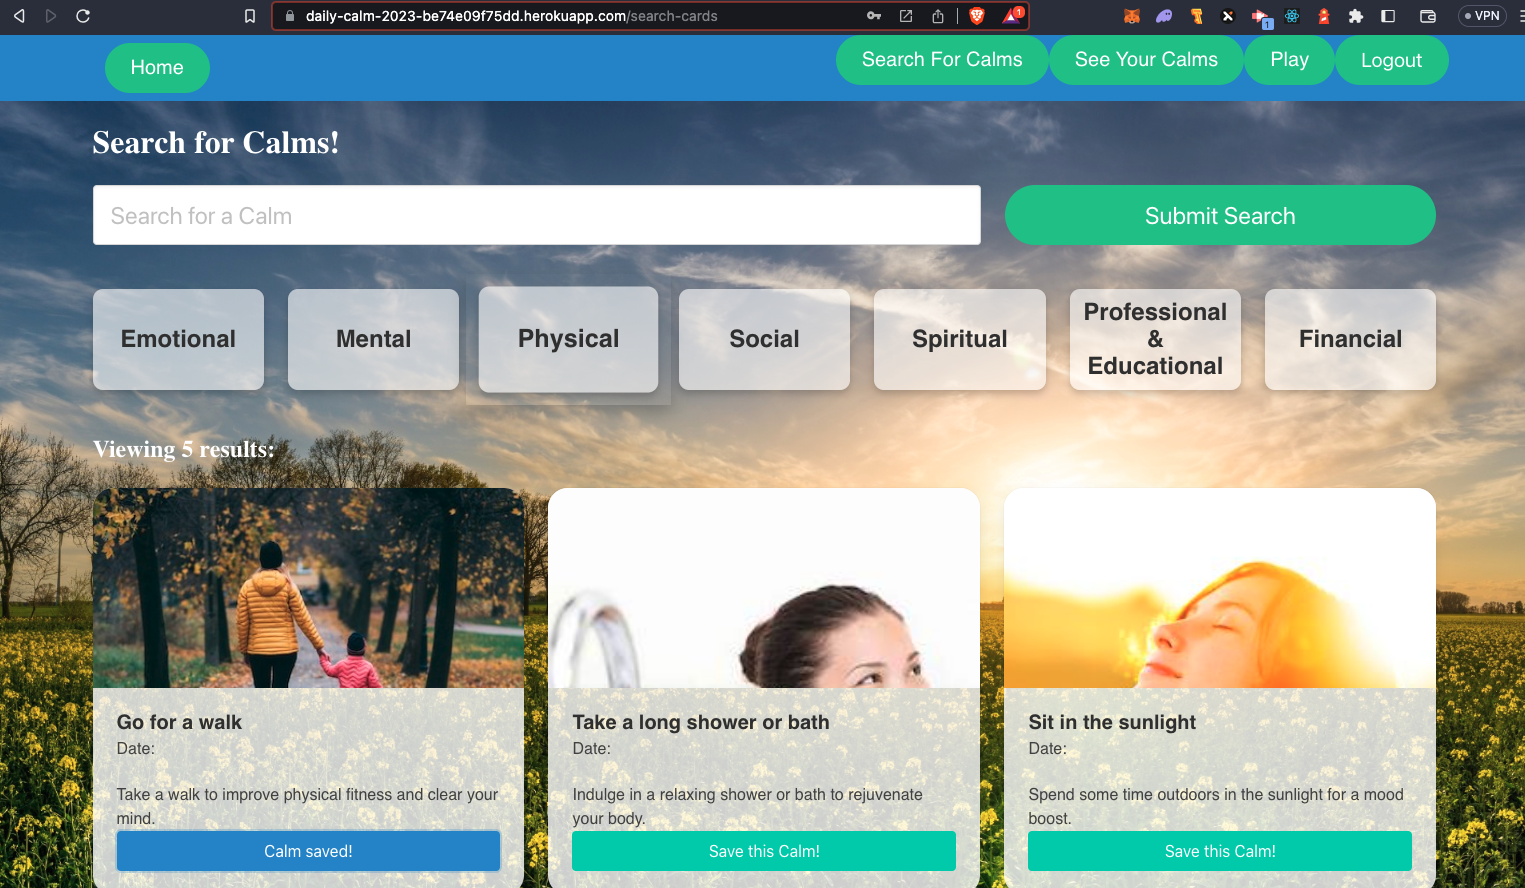 daily-calm-2023-be74e09f75dd.herokuapp.com/search-cards
1
1
VPN
Home
Search For Calms
See Your Calms
Play
Logout
Search for Calms!
Search for a Calm
Submit Search
Emotional
Mental
Physical
Social
Spiritual
Professional
&
Educational
Financial
Viewing 5 results:
Go for a walk
Date:
Take a walk to improve physical fitness and clear your
mind.
Calm saved!
Take a long shower or bath
Date:
Indulge in a relaxing shower or bath to rejuvenate
your body.
Save this Calm!
Sit in the sunlight
Date:
Spend some time outdoors in the sunlight for a mood
boost.
Save this Calm!